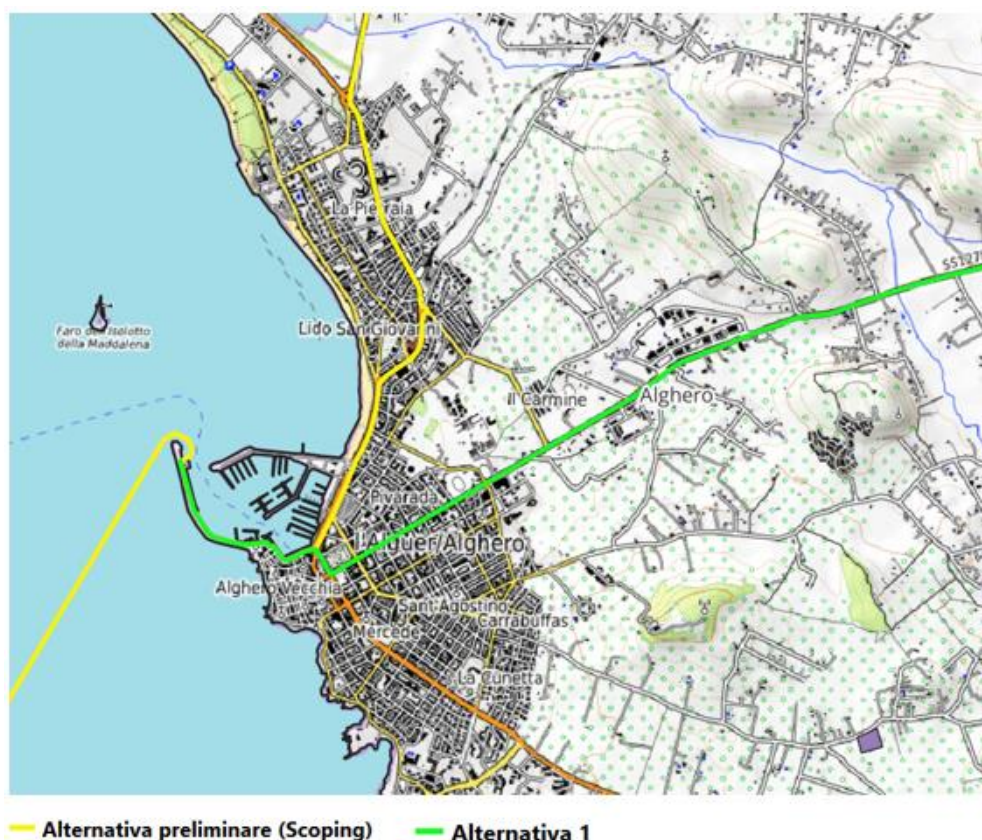 La Pietraia
SS127
Faro dell'Isolotto
della Maddalena
Lido San Giovanni
Il Carmine
Alghero
Pivarada
l'Alguer/Alghero
Alghero Vecchia
Sant'Agostino
Carrabuffas
Mercede
La Cunetta
Alternativa preliminare (Scoping)
Alternativa 1